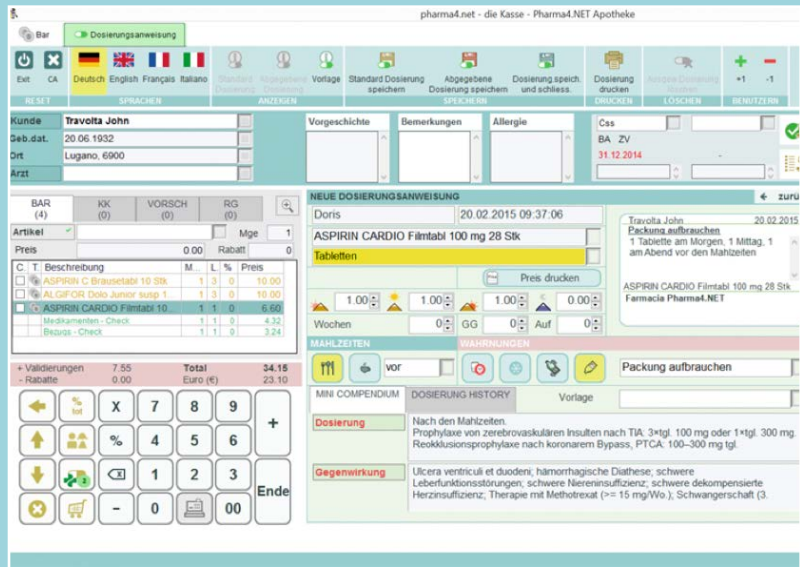 pharma4.net - die Kasse - Pharma4.NET Apotheke
Bar Dosierungsanweisung
Exit CA Deutsch English Français Italiano Standard Dosierung Abgegebene Dosierung Vorlage Standard Dosierung speichern Abgegebene Dosierung speichern Dosierung speich. und schliess. Dosierung drucken +1 -1
RESET SPRACHEN ANZEIGEN SPEICHERN DRUCKEN LÖSCHEN BENUTZERN
Kunde Travolta John
Geb.dat. 20.06.1932
Ort Lugano, 6900
Arzt
Vorgeschichte Bemerkungen Allergie
Css
BA ZV
31.12.2014 -
BAR (4) KK (0) VORSCH (0) RG (0)
Artikel Mge 1
Preis 0.00 Rabatt 0
C. T. Beschreibung M... L. % Preis
ASPIRIN C Brausetabl 10 Stk 1 3 0 10.00
ALGIFOR Dolo Junior susp 1... 1 3 0 10.00
ASPIRIN CARDIO Filmtabl 10... 1 1 0 6.60
Medikamenten - Check 1 1 0 4.32
Bezugs - Check 1 1 0 3.24
+ Validierungen 7.55 Total 34.15
- Rabatte 0.00 Euro (€) 23.10
% tot X 7 8 9 +
% 4 5 6
1 2 3 Ende
- 0 00
NEUE DOSIERUNGSANWEISUNG zurü
Doris 20.02.2015 09:37:06
ASPIRIN CARDIO Filmtabl 100 mg 28 Stk
Tabletten
Preis drucken
1.00 1.00 1.00 0.00
Wochen 0 GG 0 Auf 0
Travolta John 20.02.2015
Packung aufbrauchen
1 Tablette am Morgen, 1 Mittag, 1
am Abend vor den Mahlzeiten
ASPIRIN CARDIO Filmtabl 100 mg 28 Stk
Farmacia Pharma4.NET
MAHLZEITEN WAHRNUNGEN
vor Packung aufbrauchen
MINI COMPENDIUM DOSIERUNG HISTORY Vorlage
Dosierung
Nach den Mahlzeiten.
Prophylaxe von zerebrovaskulären Insulten nach TIA: 3×tgl. 100 mg oder 1×tgl. 300 mg.
Reokklusionsprophylaxe nach koronarem Bypass, PTCA: 100–300 mg tgl.
Gegenwirkung
Ulcera ventriculi et duodeni; hämorrhagische Diathese; schwere
Leberfunktionsstörungen; schwere Niereninsuffizienz; schwere dekompensierte
Herzinsuffizienz; Therapie mit Methotrexat (>= 15 mg/Wo.); Schwangerschaft (3.